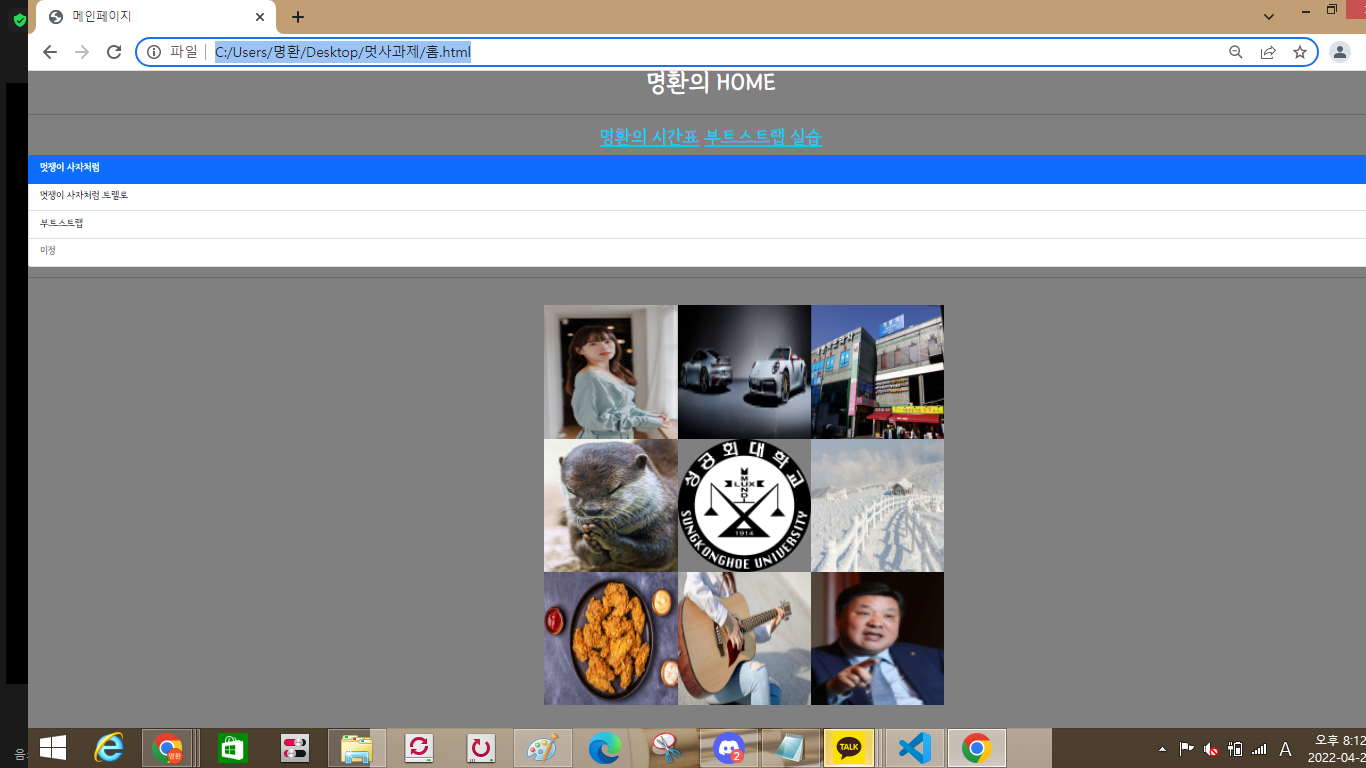 메인페이지
파일
C:/Users/명환/Desktop/멋사과제/홈.html
명환의 HOME
명환의 시간표 부트스트랩 실습
멋쟁이 사자처럼
멋쟁이 사자처럼 트렐로
부트스트랩
미정
성공회대학교
MUNDI
LUX
1914
SUNGKONGHOE UNIVERSITY
명환
2
TALK
A
오후 8:12
2022-04-2
음